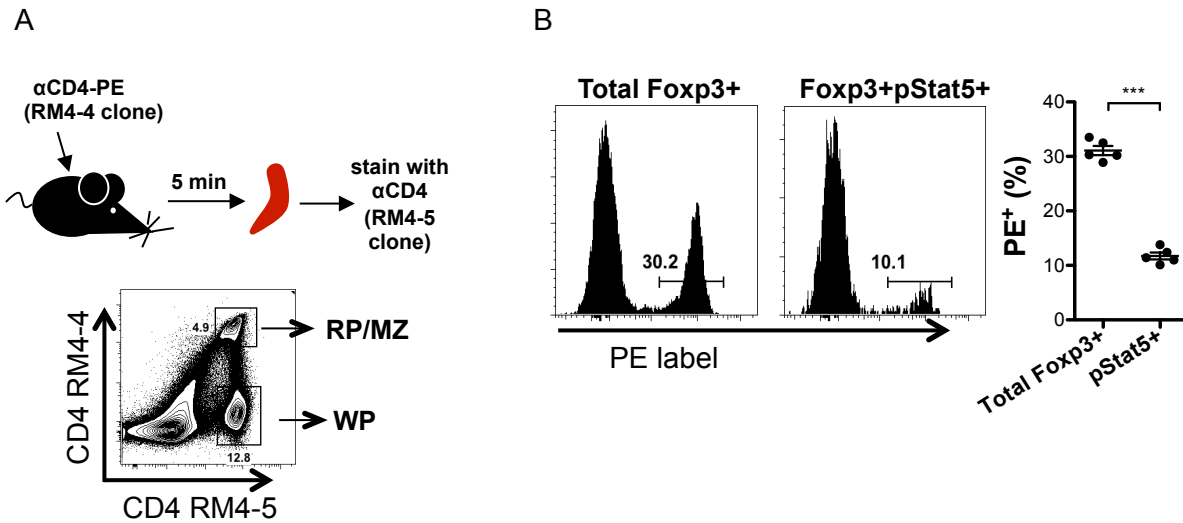 A
αCD4-PE
(RM4-4 clone)
5 min
stain with
αCD4
(RM4-5
clone)
4.9
RP/MZ
WP
12.8
CD4 RM4-4
CD4 RM4-5
B
Total Foxp3+
Foxp3+pStat5+
30.2
10.1
PE label
***
40
30
20
10
0
PE+ (%)
Total Foxp3+
pStat5+